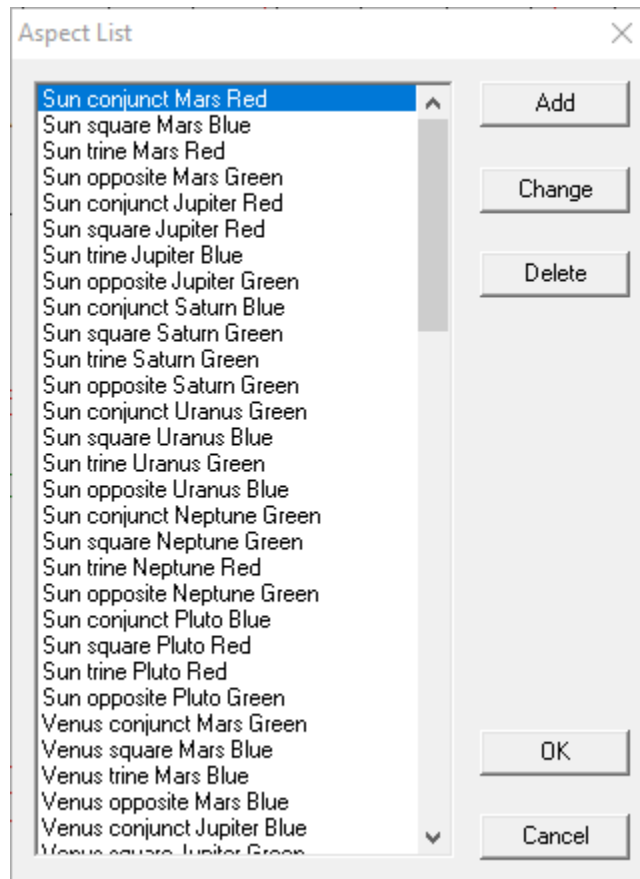 Aspect List
Sun conjunct Mars Red
Sun square Mars Blue
Sun trine Mars Red
Sun opposite Mars Green
Sun conjunct Jupiter Red
Sun square Jupiter Red
Sun trine Jupiter Blue
Sun opposite Jupiter Green
Sun conjunct Saturn Blue
Sun square Saturn Green
Sun trine Saturn Green
Sun opposite Saturn Green
Sun conjunct Uranus Green
Sun square Uranus Blue
Sun trine Uranus Green
Sun opposite Uranus Blue
Sun conjunct Neptune Green
Sun square Neptune Green
Sun trine Neptune Red
Sun opposite Neptune Green
Sun conjunct Pluto Blue
Sun square Pluto Red
Sun trine Pluto Red
Sun opposite Pluto Green
Venus conjunct Mars Green
Venus square Mars Blue
Venus trine Mars Blue
Venus opposite Mars Blue
Venus conjunct Jupiter Blue
Venus square Jupiter Green
Add
Change
Delete
OK
Cancel